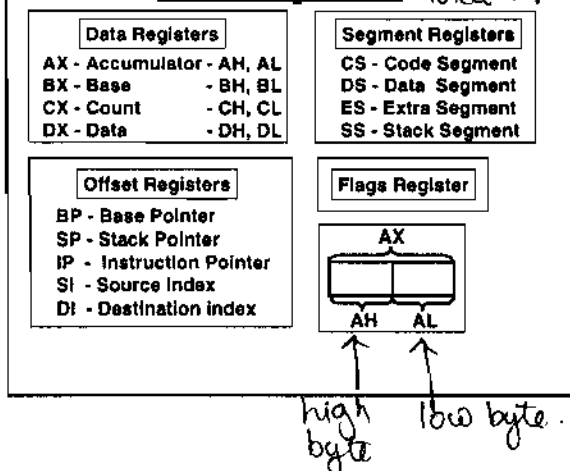 Data Registers
AX - Accumulator - AH, AL
BX - Base - BH, BL
CX - Count - CH, CL
DX - Data - DH, DL
Segment Registers
CS - Code Segment
DS - Data Segment
ES - Extra Segment
SS - Stack Segment
Offset Registers
BP - Base Pointer
SP - Stack Pointer
IP - Instruction Pointer
SI - Source Index
DI - Destination index
Flags Register
AX
AH AL
high byte
low byte.